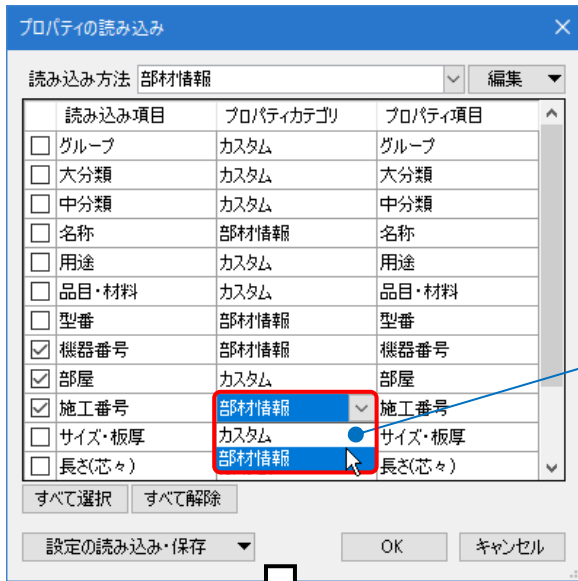 プロパティの読み込み
読み込み方法 部材情報 編集
読み込み項目 プロパティカテゴリ プロパティ項目
グループ カスタム グループ
大分類 カスタム 大分類
中分類 カスタム 中分類
名称 部材情報 名称
用途 カスタム 用途
品目・材料 カスタム 品目・材料
型番 部材情報 型番
機器番号 部材情報 機器番号
部屋 カスタム 部屋
施工番号 部材情報 施工番号
サイズ・板厚 カスタム サイズ・板厚
長さ(芯々) 部材情報 長さ(芯々)
すべて選択 すべて解除
設定の読み込み・保存 OK キャンセル